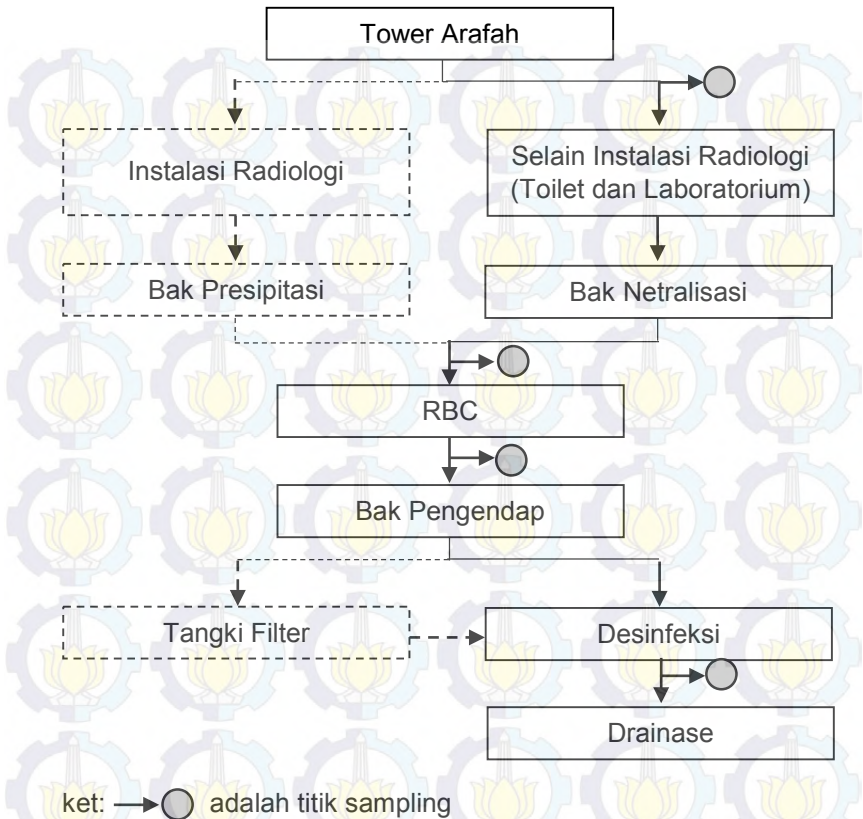 Tower Arafah
Instalasi Radiologi
Selain Instalasi Radiologi
(Toilet dan Laboratorium)
Bak Presipitasi
Bak Netralisasi
RBC
Bak Pengendap
Tangki Filter
Desinfeksi
Drainase
ket: adalah titik sampling